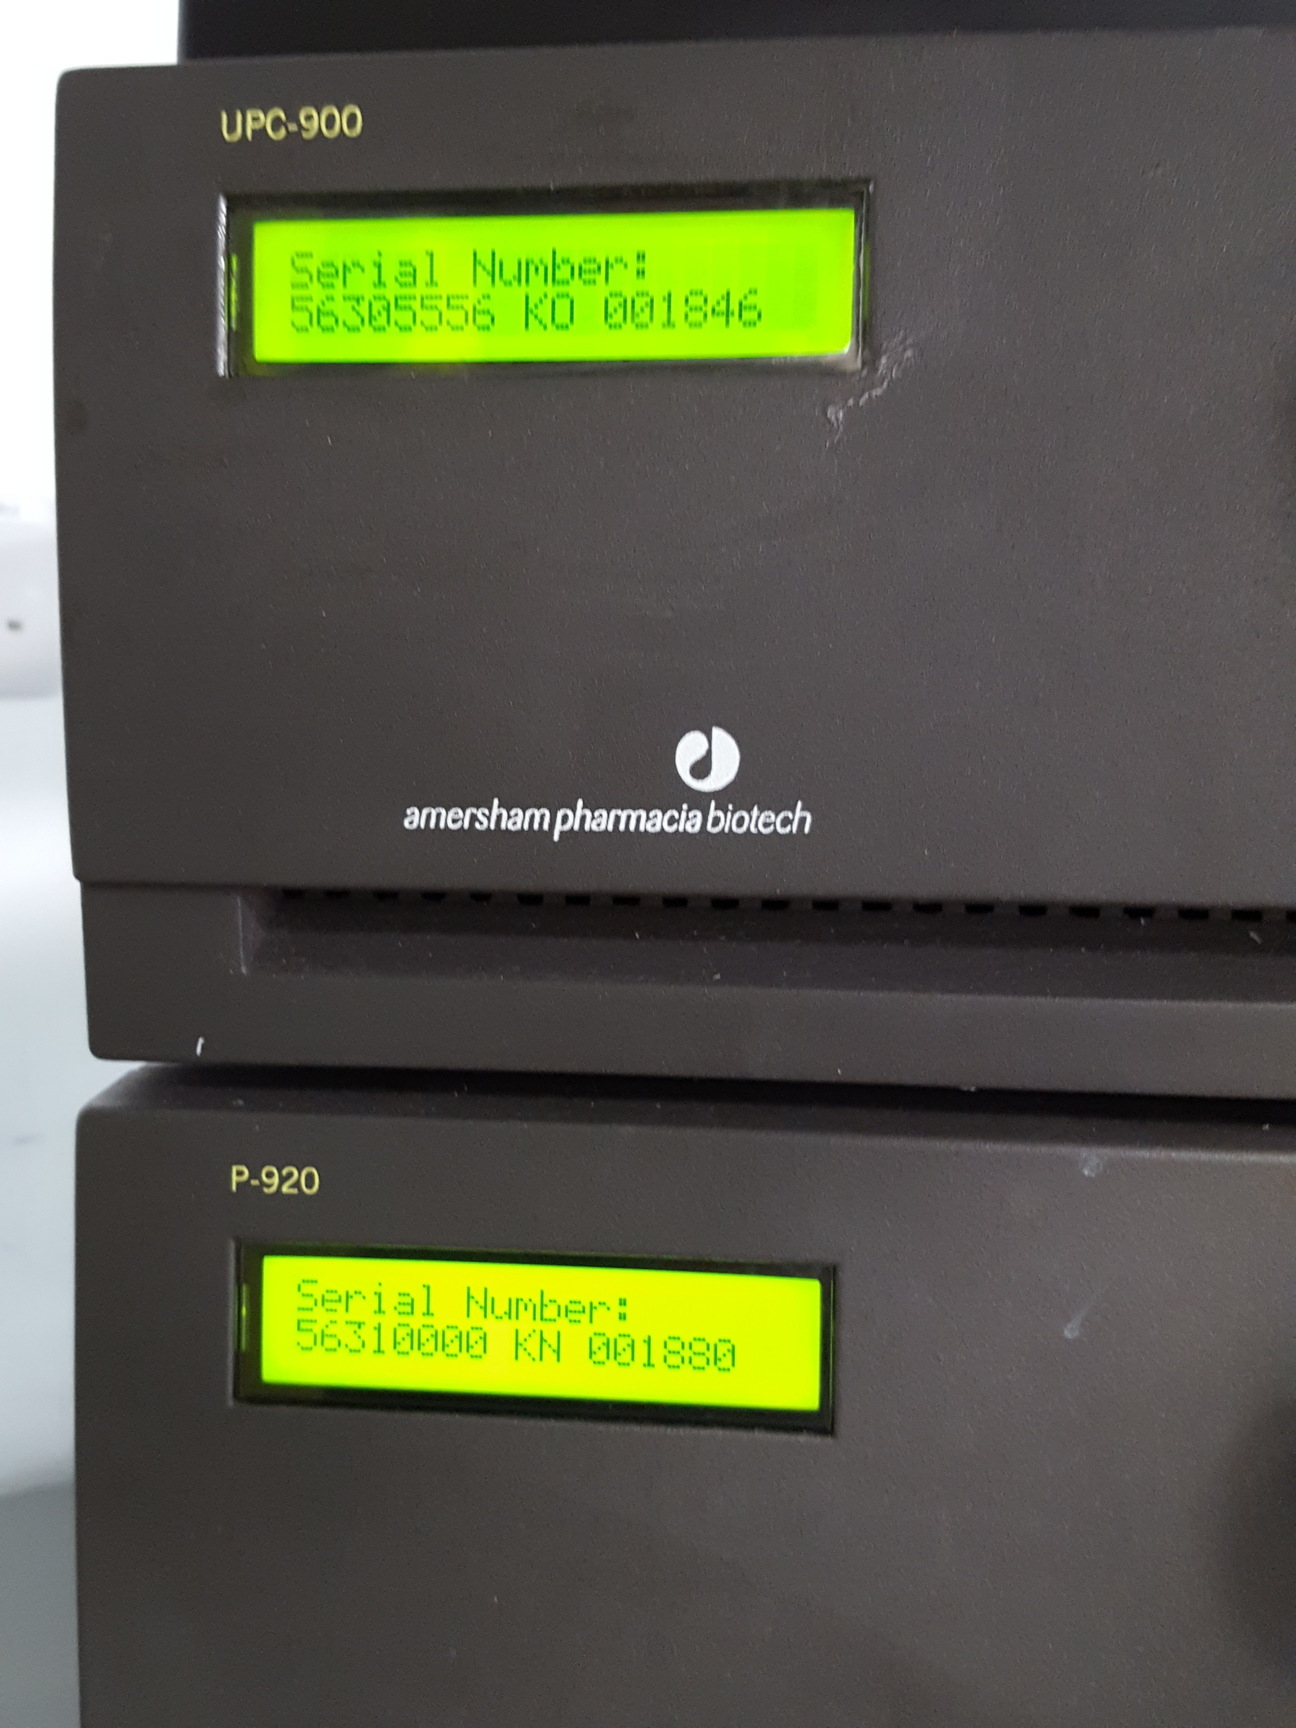 UPC-900
Serial Number:
56305556 KO 001846
amersham pharmacia biotech
P-920
Serial Number:
56310000 KN 001880